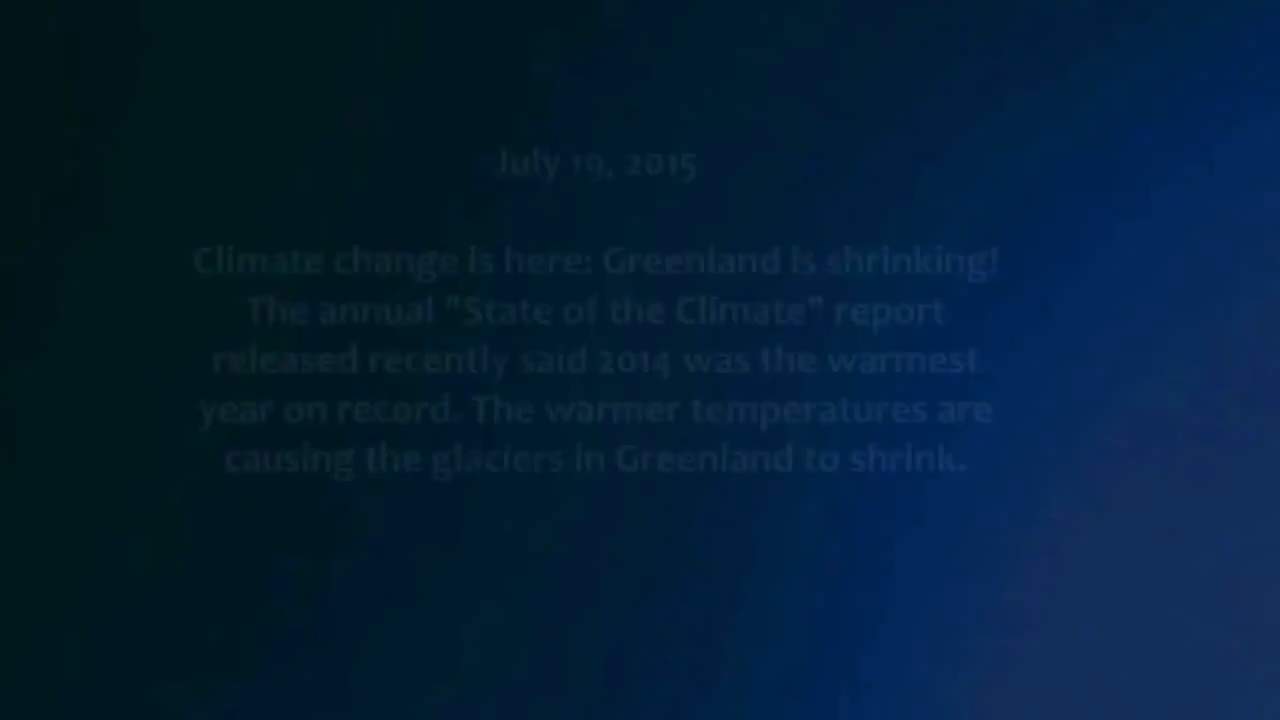 July 19, 2015
Climate change is here: Greenland is shrinking!
The annual "State of the Climate" report
released recently said 2014 was the warmest
year on record. The warmer temperatures are
causing the glaciers in Greenland to shrink.